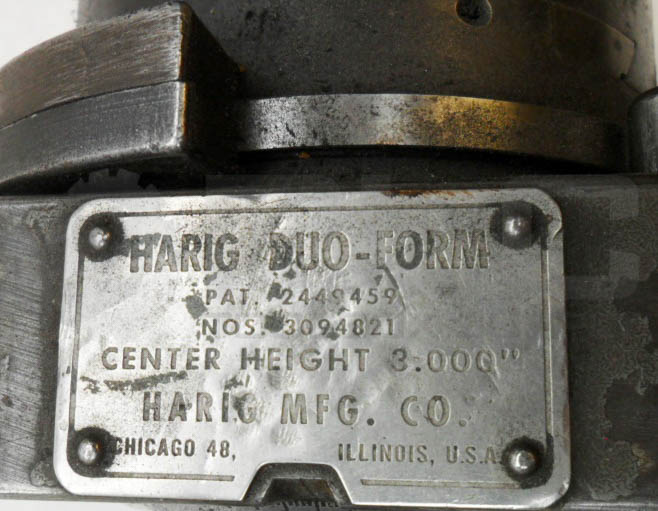 HARIG DUO-FORM
PAT. 2449459
NOS. 3094821
CENTER HEIGHT 3.000"
HARIG MFG. CO.
CHICAGO 48, ILLINOIS, U.S.A.